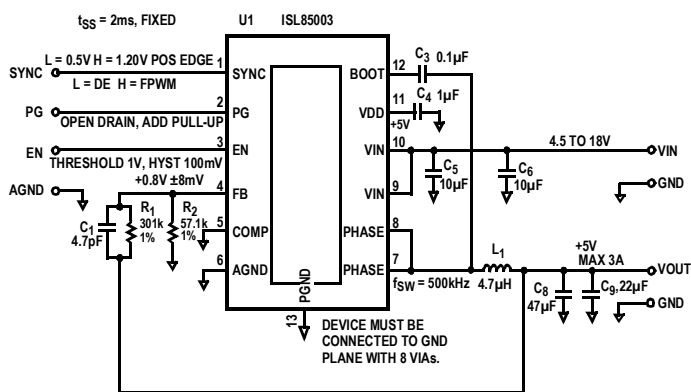 t_SS = 2ms, FIXED
U1 ISL85003
SYNC
L = 0.5V H = 1.20V POS EDGE
L = DE H = FPWM
1
SYNC
PG
2
PG
OPEN DRAIN, ADD PULL-UP
EN
3
EN
THRESHOLD 1V, HYST 100mV
AGND
+0.8V ±8mV
4
FB
C1
4.7pF
R1
301k
1%
R2
57.1k
1%
5
COMP
6
AGND
PGND
13
DEVICE MUST BE
CONNECTED TO GND
PLANE WITH 8 VIAs.
BOOT
12
C3 0.1µF
VDD
11
C4 1µF
+5V
VIN
10
4.5 TO 18V
VIN
C5
10µF
C6
10µF
GND
VIN
9
PHASE
8
PHASE
7
fSW = 500kHz
L1
4.7µH
+5V
MAX 3A
VOUT
C8
47µF
C9,22µF
GND